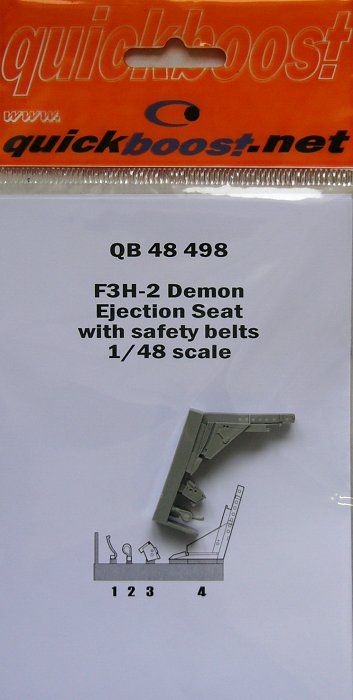 quickboost
www.
quickboost.net
QB 48 498
F3H-2 Demon
Ejection Seat
with safety belts
1/48 scale
1 2 3 4